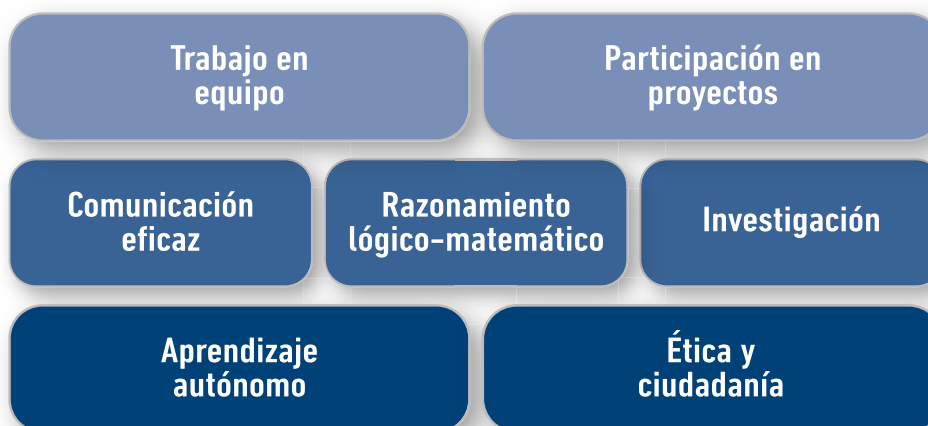 Trabajo en
equipo
Participación en
proyectos
Comunicación
eficaz
Razonamiento
lógico-matemático
Investigación
Aprendizaje
autónomo
Ética y
ciudadanía